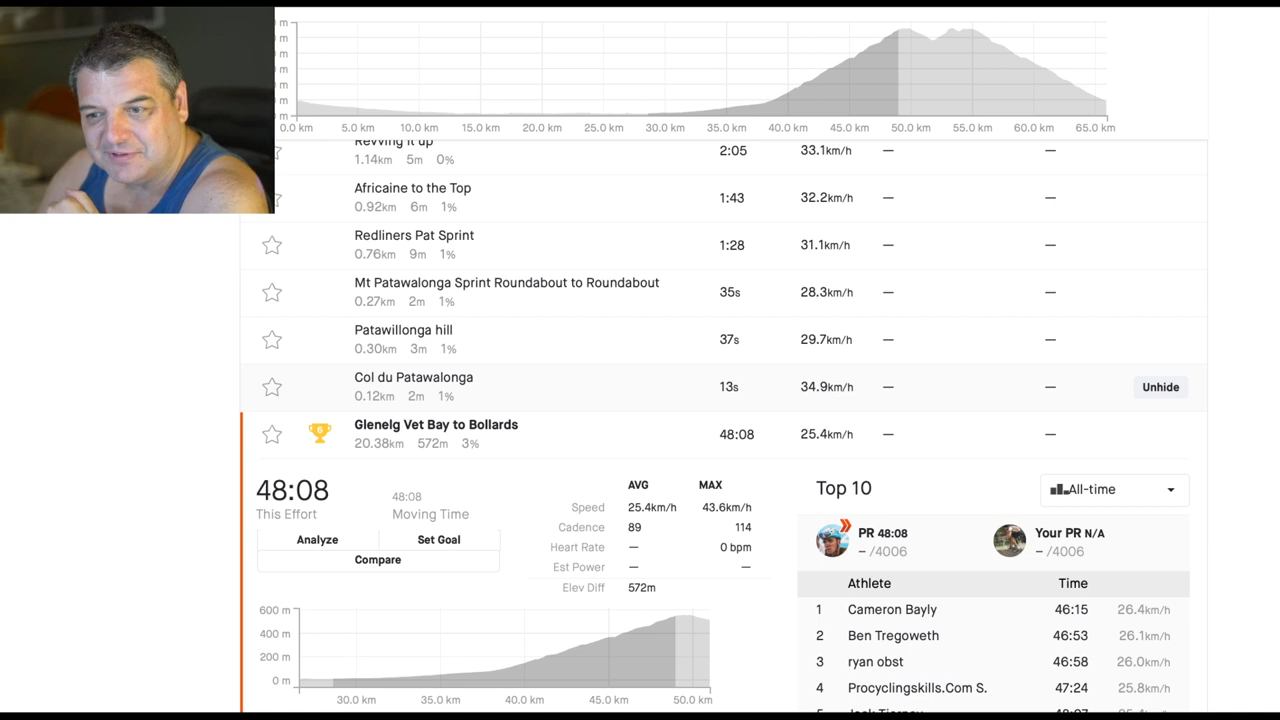 m
m
m
m
m
m
m
0.0 km 5.0 km 10.0 km 15.0 km 20.0 km 25.0 km 30.0 km 35.0 km 40.0 km 45.0 km 50.0 km 55.0 km 60.0 km 65.0 km
Revving it up 2:05 33.1km/h — —
1.14km 5m 0%
Africaine to the Top 1:43 32.2km/h — —
0.92km 6m 1%
Redliners Pat Sprint 1:28 31.1km/h — —
0.76km 9m 1%
Mt Patawalonga Sprint Roundabout to Roundabout 35s 28.3km/h — —
0.27km 2m 1%
Patawillonga hill 37s 29.7km/h — —
0.30km 3m 1%
Col du Patawalonga 13s 34.9km/h — — Unhide
0.12km 2m 1%
6 Glenelg Vet Bay to Bollards 48:08 25.4km/h — —
20.38km 572m 3%
48:08 48:08
This Effort Moving Time
Analyze Set Goal
Compare
AVG MAX
Speed 25.4km/h 43.6km/h
Cadence 89 114
Heart Rate — 0 bpm
Est Power — —
Elev Diff 572m
600 m
400 m
200 m
0 m
30.0 km 35.0 km 40.0 km 45.0 km 50.0 km
Top 10 All-time
PR 48:08 Your PR N/A
– /4006 – /4006
Athlete Time
1 Cameron Bayly 46:15 26.4km/h
2 Ben Tregoweth 46:53 26.1km/h
3 ryan obst 46:58 26.0km/h
4 Procyclingskills.Com S. 47:24 25.8km/h